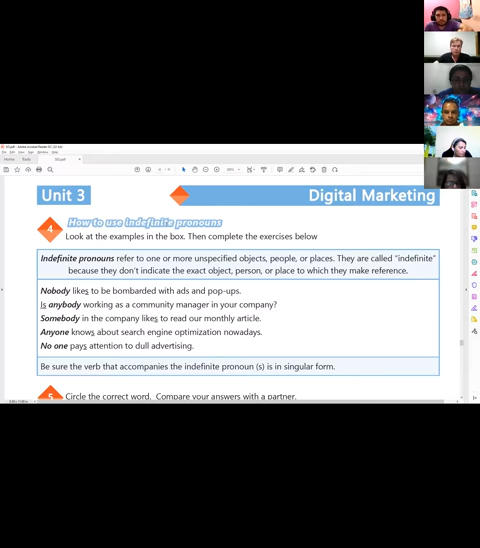 Home Tools
Unit 3
Digital Marketing
4
How to use indefinite pronouns
Look at the examples in the box. Then complete the exercises below
Indefinite pronouns refer to one or more unspecified objects, people, or places. They are called "indefinite"
because they don't indicate the exact object, person, or place to which they make reference.
Nobody likes to be bombarded with ads and pop-ups.
Is anybody working as a community manager in your company?
Somebody in the company likes to read our monthly article.
Anyone knows about search engine optimization nowadays.
No one pays attention to dull advertising.
Be sure the verb that accompanies the indefinite pronoun (s) is in singular form.
5
Circle the correct word. Compare your answers with a partner.